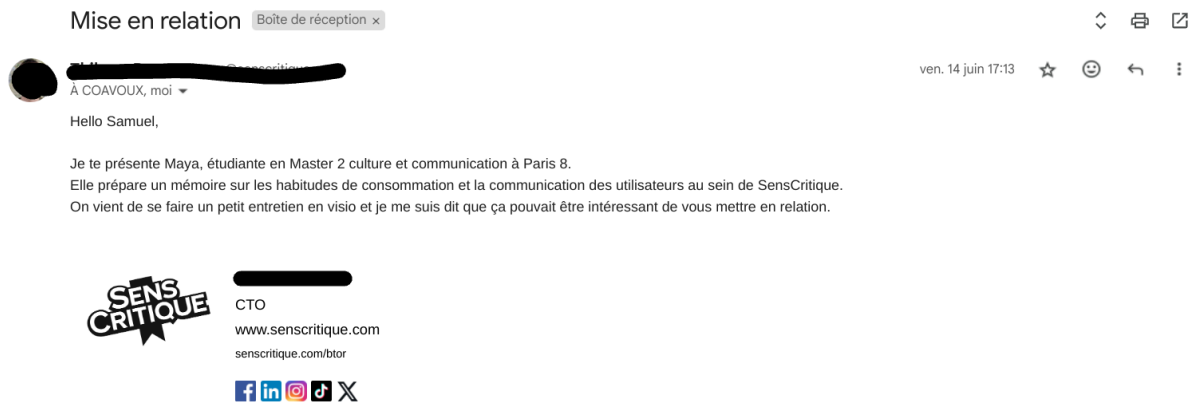 Mise en relation Boîte de réception ×
ven. 14 juin 17:13
À COAVOUX, moi
Hello Samuel,
Je te présente Maya, étudiante en Master 2 culture et communication à Paris 8.
Elle prépare un mémoire sur les habitudes de consommation et la communication des utilisateurs au sein de SensCritique.
On vient de se faire un petit entretien en visio et je me suis dit que ça pouvait être intéressant de vous mettre en relation.
SENS
CRITIQUE
CTO
www.senscritique.com
senscritique.com/btor